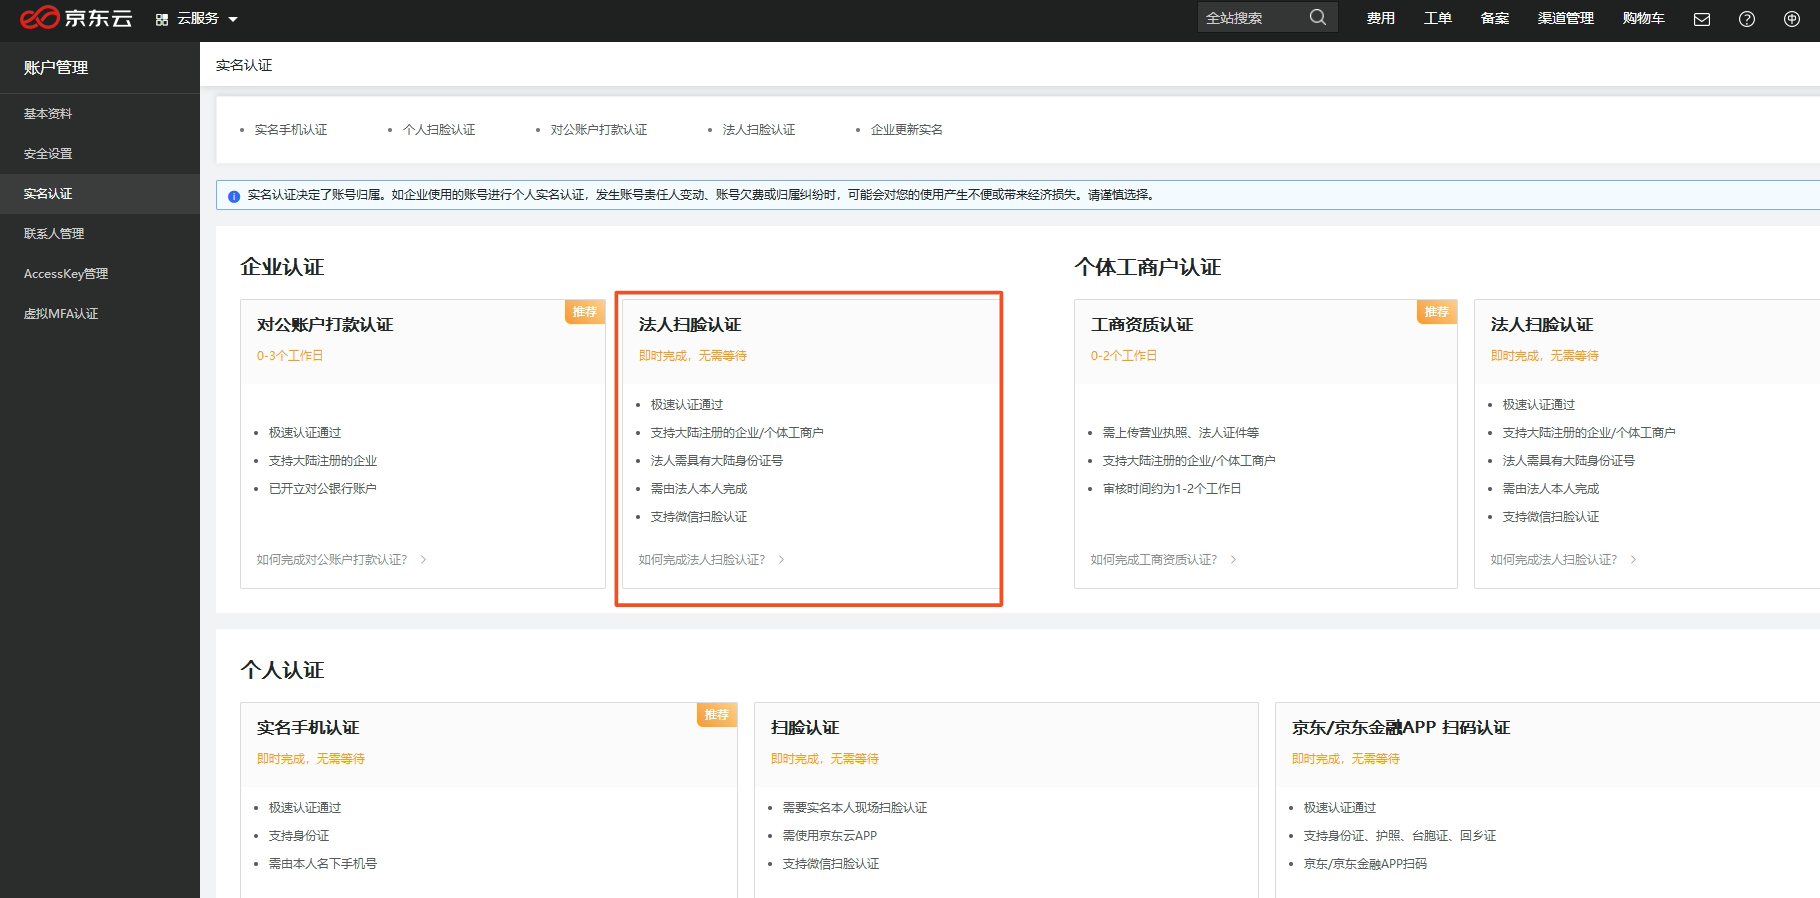 京东云 云服务 全站搜索 费用 工单 备案 渠道管理 购物车
账户管理
基本资料
安全设置
实名认证
联系人管理
AccessKey管理
虚拟MFA认证
实名认证
实名手机认证 个人扫脸认证 对公账户打款认证 法人扫脸认证 企业更新实名
实名认证决定了账号归属。如企业使用的账号进行个人实名认证，发生账号责任人变动、账号欠费或归属纠纷时，可能会对您的使用产生不便或带来经济损失。请谨慎选择。
企业认证
对公账户打款认证
推荐
0-3个工作日
极速认证通过
支持大陆注册的企业
已开立对公银行账户
如何完成对公账户打款认证？ >
法人扫脸认证
即时完成，无需等待
极速认证通过
支持大陆注册的企业/个体工商户
法人需具有大陆身份证号
需由法人本人完成
支持微信扫脸认证
如何完成法人扫脸认证？ >
个体工商户认证
工商资质认证
推荐
0-2个工作日
需上传营业执照、法人证件等
支持大陆注册的企业/个体工商户
审核时间约为1-2个工作日
如何完成工商资质认证？ >
法人扫脸认证
即时完成，无需等待
极速认证通过
支持大陆注册的企业/个体工商户
法人需具有大陆身份证号
需由法人本人完成
支持微信扫脸认证
如何完成法人扫脸认证？ >
个人认证
实名手机认证
推荐
即时完成，无需等待
极速认证通过
支持身份证
需由本人名下手机号
扫脸认证
即时完成，无需等待
需要实名本人现场扫脸认证
需使用京东云APP
支持微信扫脸认证
京东/京东金融APP 扫码认证
即时完成，无需等待
极速认证通过
支持身份证、护照、台胞证、回乡证
京东/京东金融APP扫码